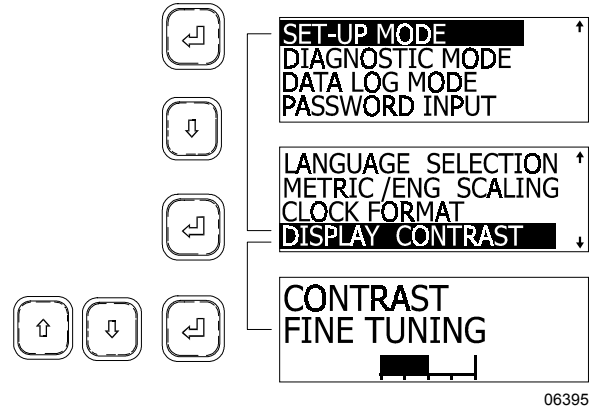 SET-UP MODE
DIAGNOSTIC MODE
DATA LOG MODE
PASSWORD INPUT
LANGUAGE SELECTION
METRIC /ENG SCALING
CLOCK FORMAT
DISPLAY CONTRAST
CONTRAST
FINE TUNING
06395